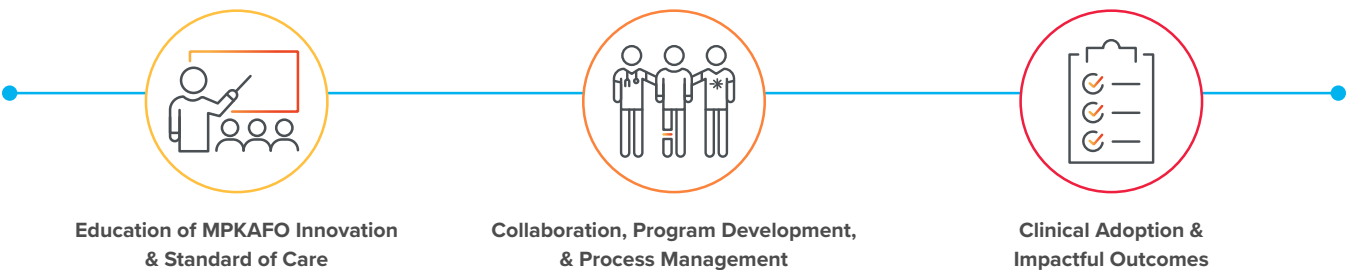 Education of MPKAFO Innovation
& Standard of Care
Collaboration, Program Development,
& Process Management
Clinical Adoption &
Impactful Outcomes